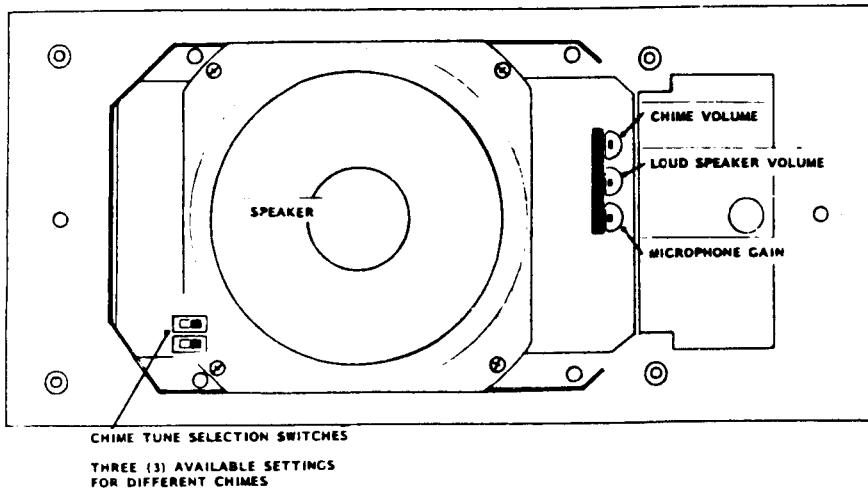 CHIME VOLUME
LOUD SPEAKER VOLUME
SPEAKER
MICROPHONE GAIN
CHIME TUNE SELECTION SWITCHES
THREE (3) AVAILABLE SETTINGS
FOR DIFFERENT CHIMES